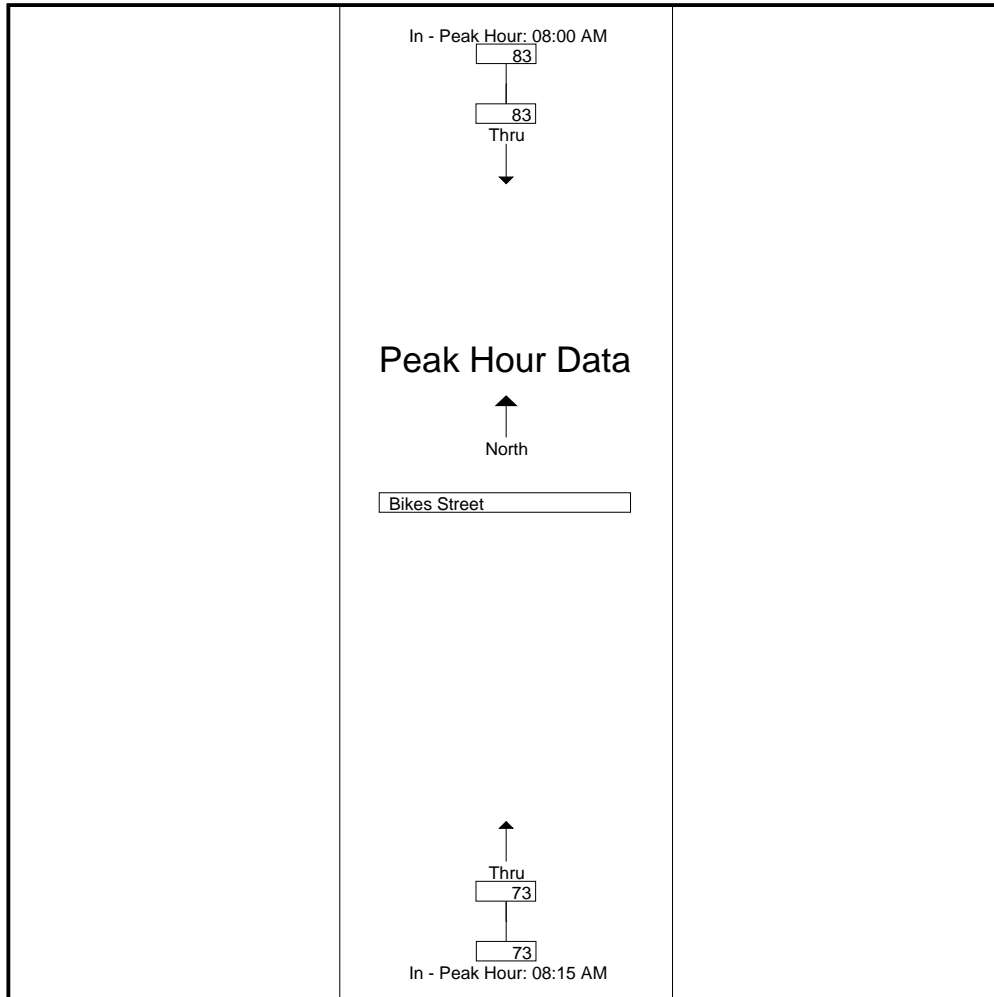 In - Peak Hour: 08:00 AM
83
83
Thru
Peak Hour Data
North
Bikes Street
Thru
73
73
In - Peak Hour: 08:15 AM